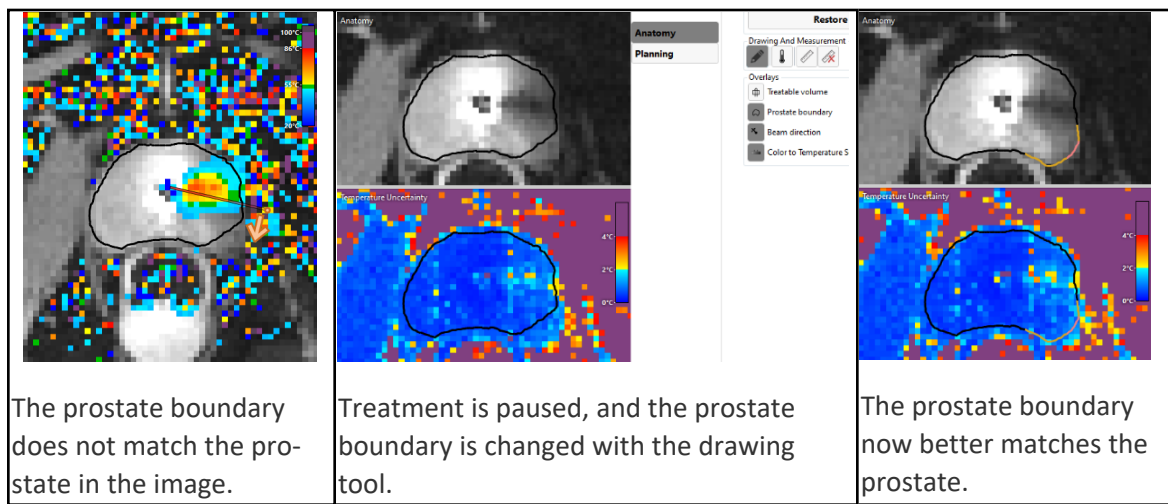 100°C
86°C
55°C
20°C
The prostate boundary
does not match the pro-
state in the image.
Anatomy
Temperature Uncertainty
4°C
2°C
0°C
Anatomy
Planning
Restore
Drawing And Measurement
Overlays
Treatable volume
Prostate boundary
Beam direction
Color to Temperature S
Treatment is paused, and the prostate
boundary is changed with the drawing
tool.
Anatomy
Temperature Uncertainty
4°C
2°C
0°C
The prostate boundary
now better matches the
prostate.